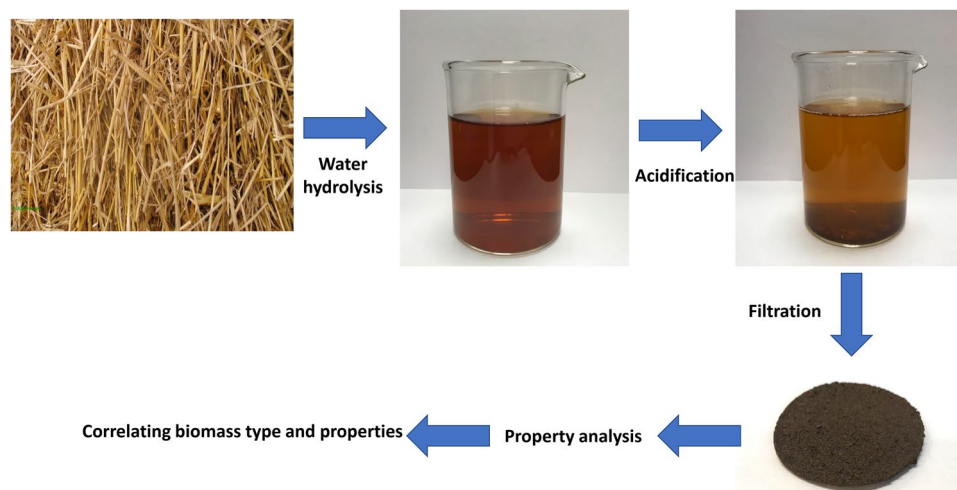 Water
hydrolysis
Acidification
Filtration
Property analysis
Correlating biomass type and properties